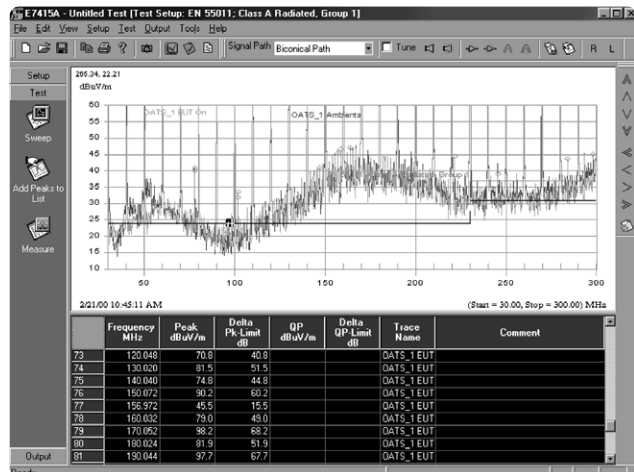 E7415A - Untitled Test [Test Setup: EN 55011; Class A Radiated, Group 1]
File Edit View Setup Test Output Tools Help
Signal Path Biconical Path Tune R L
Setup
Test
Sweep
Add Peaks to List
Measure
Output
266.04, 22.21
dBuV/m
OATS_1 EUT On
OATS_1 Ambients
60
55
50
45
40
35
30
25
20
15
10
50 100 150 200 250 300
2/21/00 10:45:11 AM (Start = 30.00, Stop = 300.00) MHz
Frequency MHz Peak dBuV/m Delta Pk-Limit dB QP dBuV/m Delta QP-Limit dB Trace Name Comment
73 120.048 70.8 40.8 OATS_1 EUT
74 130.020 81.5 51.5 OATS_1 EUT
75 140.040 74.8 44.8 OATS_1 EUT
76 150.072 90.2 60.2 OATS_1 EUT
77 156.972 45.5 15.5 OATS_1 EUT
78 160.032 79.0 49.0 OATS_1 EUT
79 170.052 98.2 68.2 OATS_1 EUT
80 180.024 81.9 51.9 OATS_1 EUT
81 190.044 97.7 67.7 OATS_1 EUT